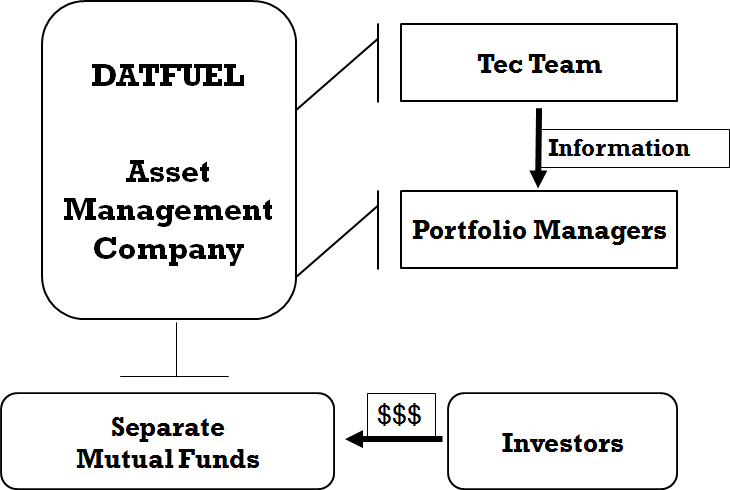 DATFUEL
Asset
Management
Company
Tec Team
Information
Portfolio Managers
Separate
Mutual Funds
$$$
Investors